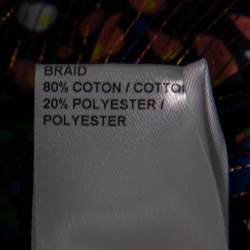 BRAID
80% COTON / COTTO
20% POLYESTER /
POLYESTER